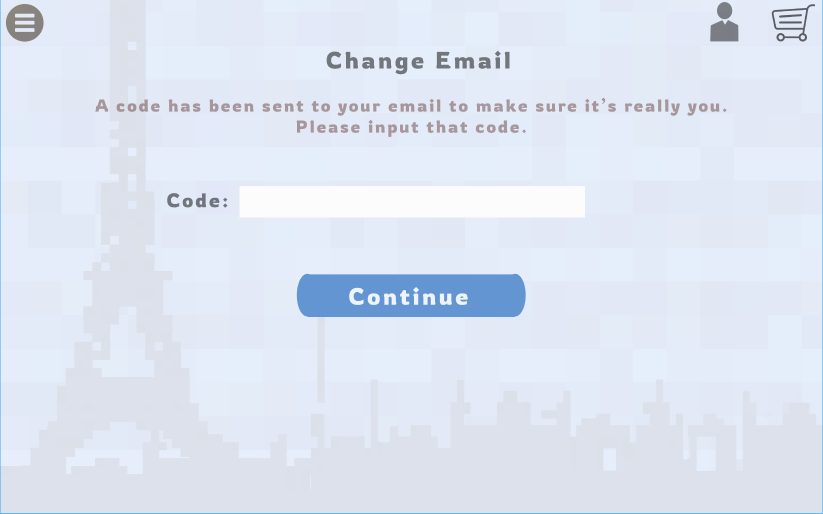 Change Email
A code has been sent to your email to make sure it's really you.
Please input that code.
Code:
Continue